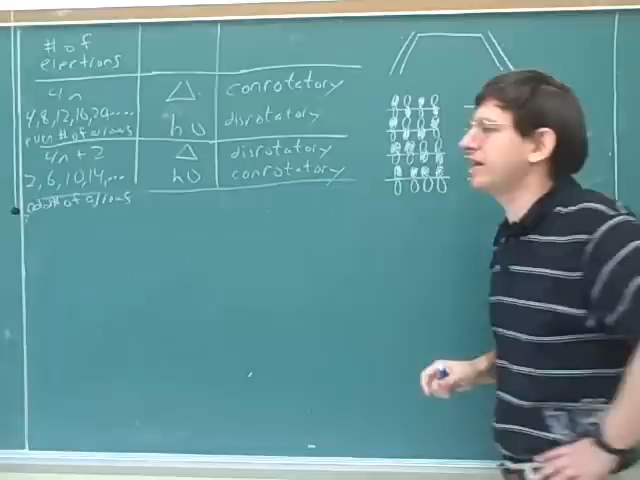 # of
elections
4n
Δ conrotatory
4,8,12,16,20....
hυ disrotatory
even # of arrows
4n + 2
Δ disrotatory
2,6,10,14,...
hυ conrotatory
odd # of arrows